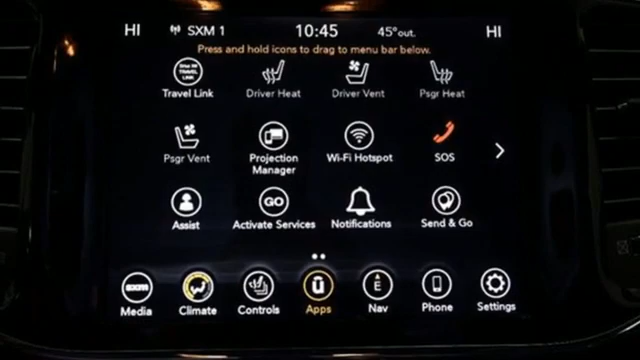 HI SXM 1 10:45 45°out. HI
Press and hold icons to drag to menu bar below.
Travel Link Driver Heat Driver Vent Psgr Heat
Psgr Vent Projection Manager Wi-Fi Hotspot SOS
GO
Assist Activate Services Notifications Send & Go
sxm U E
Media Climate Controls Apps Nav Phone Settings